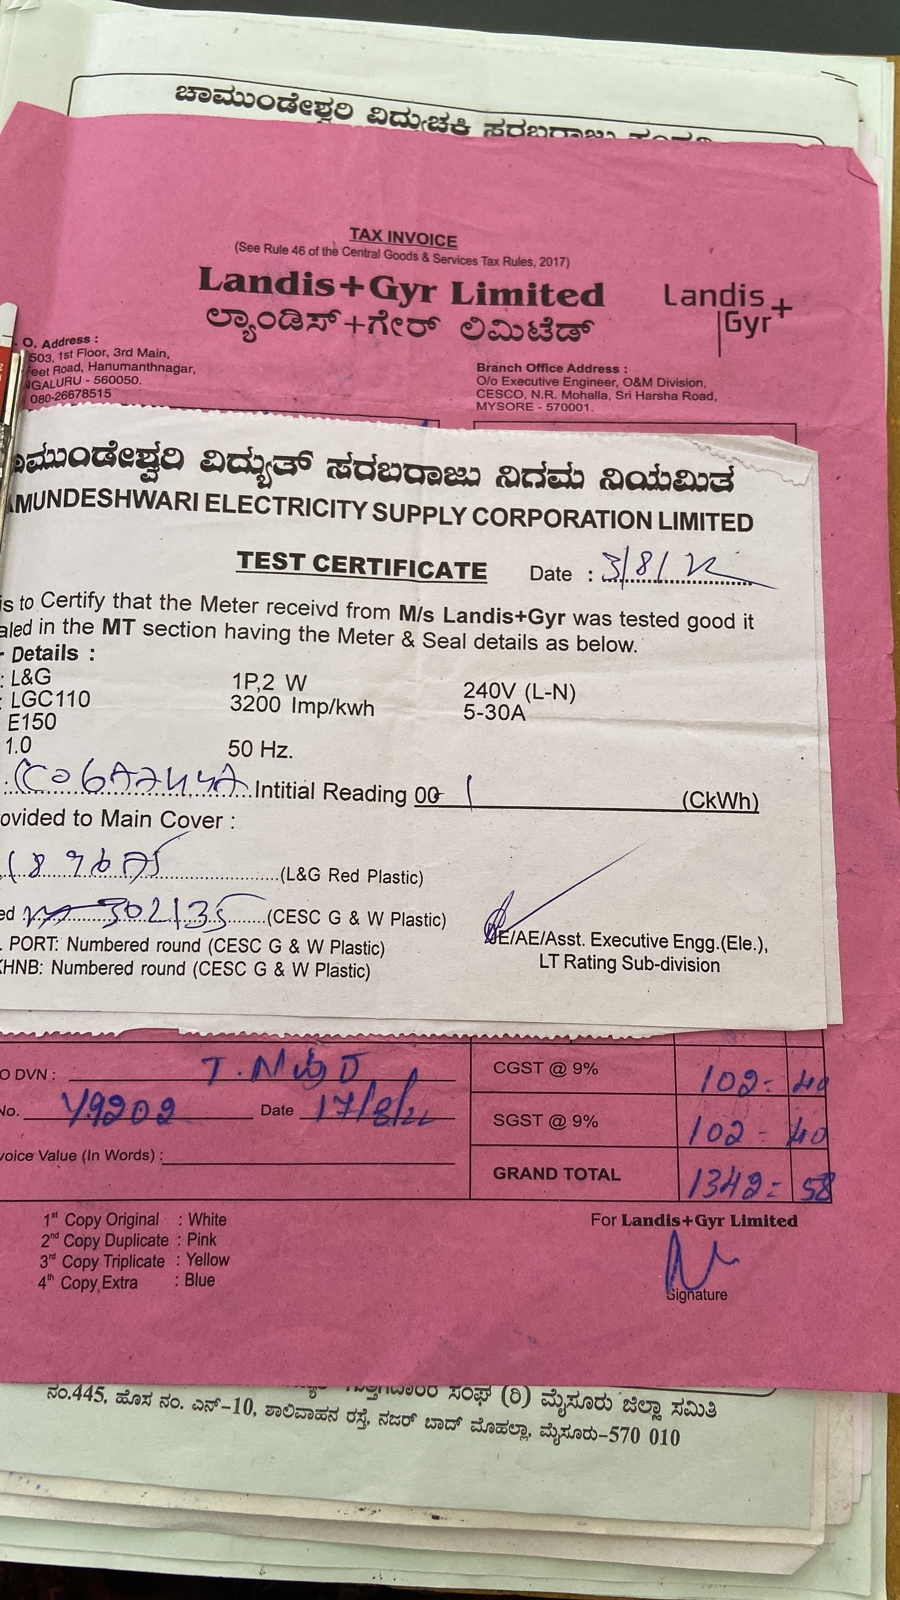 ಚಾಮುಂಡೇಶ್ವರಿ ವಿದ್ಯುಚ್ಛಕ್ತಿ ಸರಬರಾಜು
TAX INVOICE
(See Rule 46 of the Central Goods & Services Tax Rules, 2017)
Landis+Gyr Limited
ಲ್ಯಾಂಡಿಸ್+ಗೇರ್ ಲಿಮಿಟೆಡ್
Landis+
Gyr
O. Address :
503, 1st Floor, 3rd Main,
reet Road, Hanumanthnagar,
NGALURU - 560050.
080-26678515
Branch Office Address :
O/o Executive Engineer, O&M Division,
CESCO, N.R. Mohalla, Sri Harsha Road,
MYSORE - 570001.
ಾಮುಂಡೇಶ್ವರಿ ವಿದ್ಯುತ್ ಸರಬರಾಜು ನಿಗಮ ನಿಯಮಿತ
AMUNDESHWARI ELECTRICITY SUPPLY CORPORATION LIMITED
TEST CERTIFICATE
Date : 3/8/22
is to Certify that the Meter receivd from M/s Landis+Gyr was tested good it
aled in the MT section having the Meter & Seal details as below.
Details :
: L&G 1P,2 W 240V (L-N)
: LGC110 3200 Imp/kwh 5-30A
E150
1.0 50 Hz.
Intitial Reading 00 1 (CkWh)
ovided to Main Cover :
(L&G Red Plastic)
ed 302135 (CESC G & W Plastic)
. PORT: Numbered round (CESC G & W Plastic)
KHNB: Numbered round (CESC G & W Plastic)
JE/AE/Asst. Executive Engg.(Ele.),
LT Rating Sub-division
O DVN :
No. Y9202 Date 17/8/22
voice Value (In Words) :
CGST @ 9% 102=40
SGST @ 9% 102=40
GRAND TOTAL 1342=58
1st Copy Original : White
2nd Copy Duplicate : Pink
3rd Copy Triplicate : Yellow
4th Copy Extra : Blue
For Landis+Gyr Limited
Signature
ಸಂಘ (ರಿ) ಮೈಸೂರು ಜಿಲ್ಲಾ ಸಮಿತಿ
ನಂ.445, ಹೊಸ ನಂ. ಎನ್-10, ಶಾಲಿವಾಹನ ರಸ್ತೆ, ನಜರ್ ಬಾದ್ ಮೊಹಲ್ಲಾ, ಮೈಸೂರು-570 010